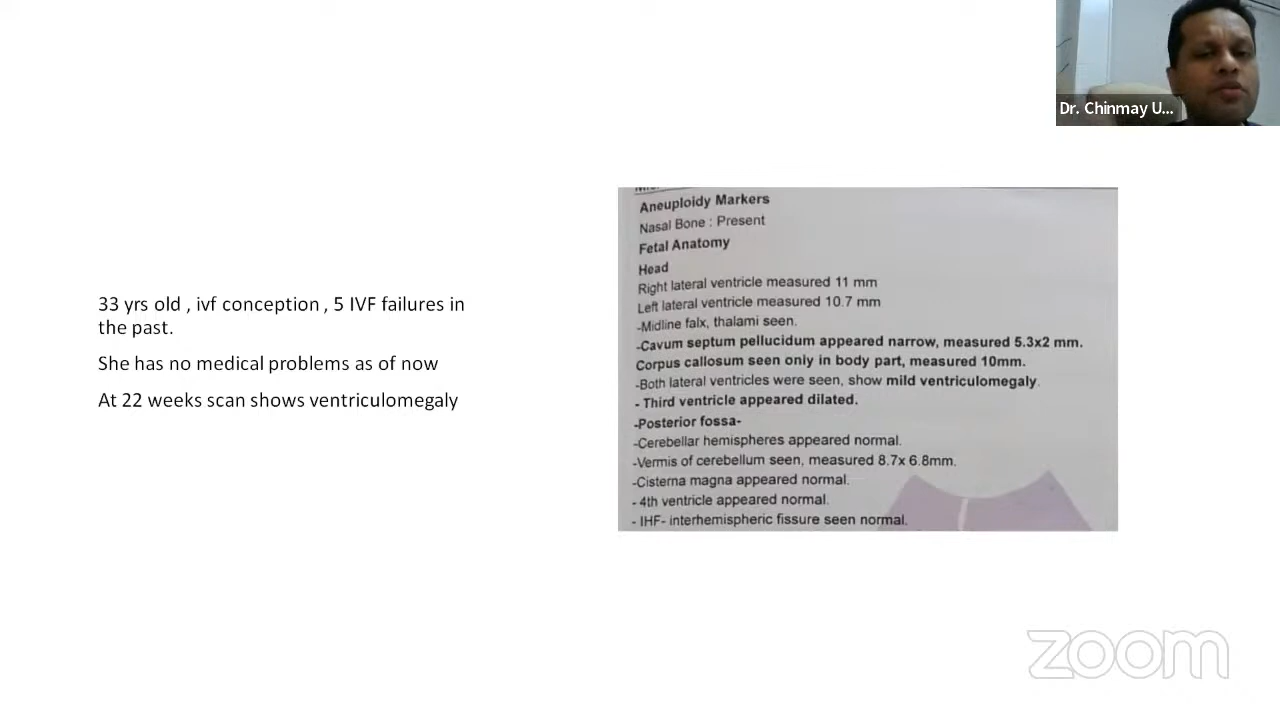 Dr. Chinmay U...
33 yrs old , ivf conception , 5 IVF failures in
the past.
She has no medical problems as of now
At 22 weeks scan shows ventriculomegaly
Aneuploidy Markers
Nasal Bone : Present
Fetal Anatomy
Head
Right lateral ventricle measured 11 mm
Left lateral ventricle measured 10.7 mm
-Midline falx, thalami seen.
-Cavum septum pellucidum appeared narrow, measured 5.3x2 mm.
Corpus callosum seen only in body part, measured 10mm.
-Both lateral ventricles were seen, show mild ventriculomegaly.
- Third ventricle appeared dilated.
-Posterior fossa-
-Cerebellar hemispheres appeared normal.
-Vermis of cerebellum seen, measured 8.7x 6.8mm.
-Cisterna magna appeared normal.
- 4th ventricle appeared normal.
- IHF- interhemispheric fissure seen normal.
zoom